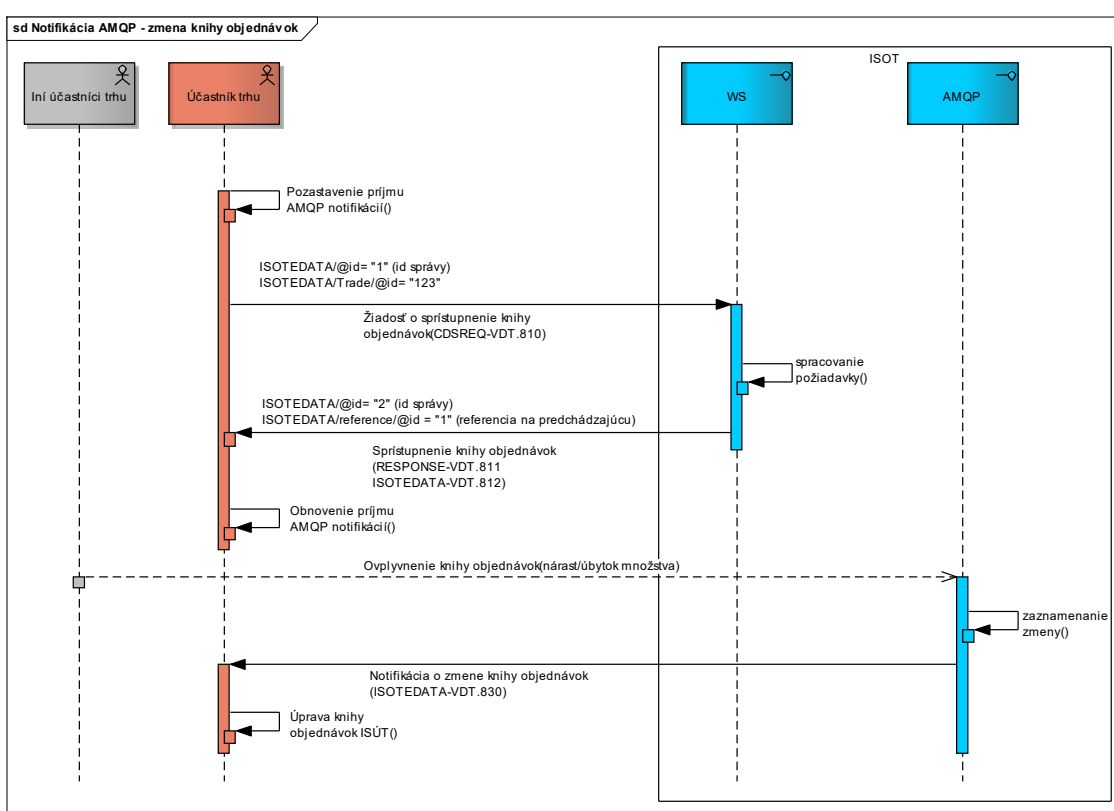 sd Notifikácia AMQP - zmena knihy objednávok
ISOT
Iní účastníci trhu
Účastník trhu
WS
AMQP
Pozastavenie príjmu
AMQP notifikácií()
ISOTEDATA/@id= "1" (id správy)
ISOTEDATA/Trade/@id= "123"
Žiadosť o sprístupnenie knihy
objednávok(CDSREQ-VDT.810)
spracovanie
požiadavky()
ISOTEDATA/@id= "2" (id správy)
ISOTEDATA/reference/@id = "1" (referencia na predchádzajúcu)
Sprístupnenie knihy objednávok
(RESPONSE-VDT.811
ISOTEDATA-VDT.812)
Obnovenie príjmu
AMQP notifikácií()
Ovplyvnenie knihy objednávok(nárast/úbytok množstva)
zaznamenanie
zmeny()
Notifikácia o zmene knihy objednávok
(ISOTEDATA-VDT.830)
Úprava knihy
objednávok ISÚT()